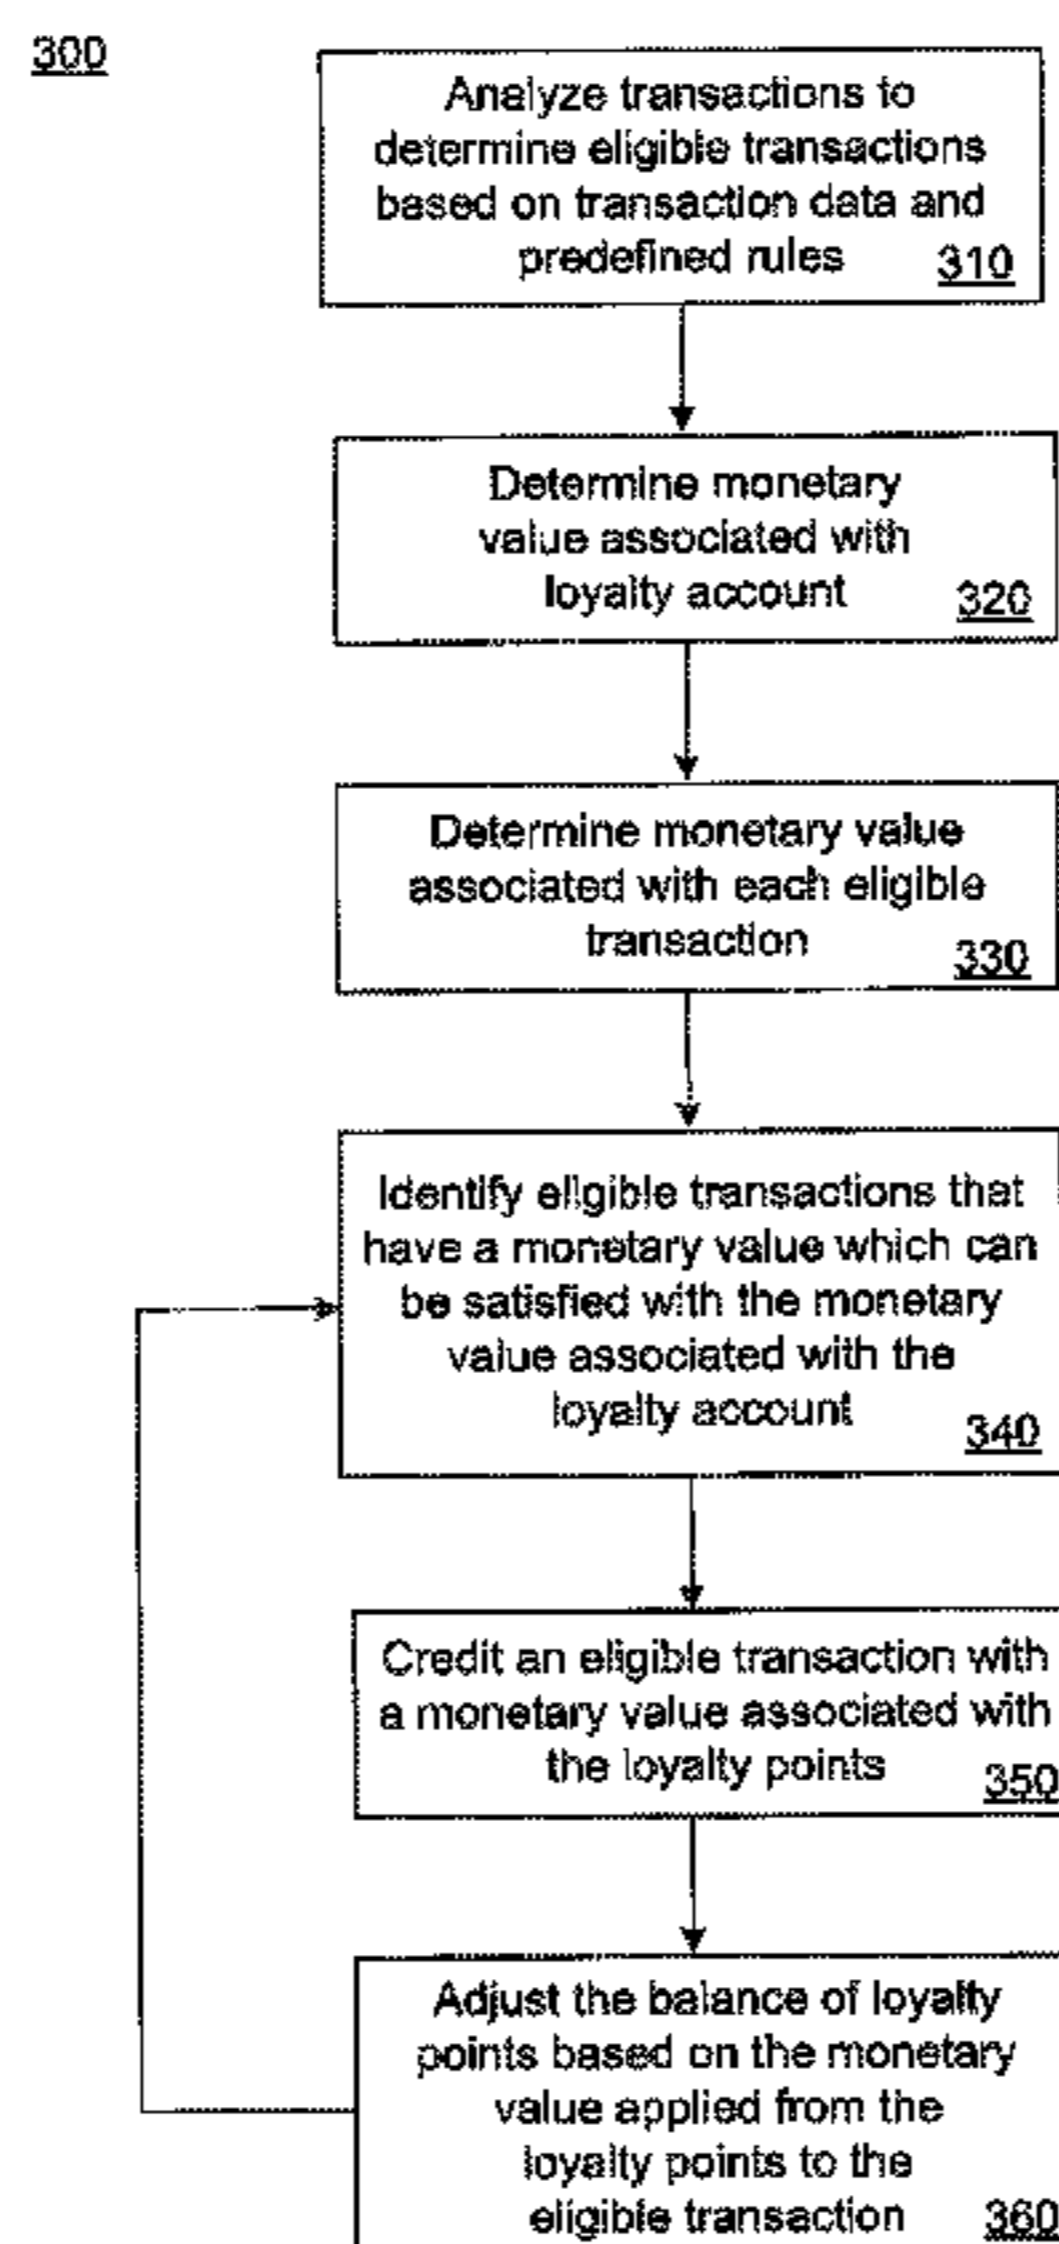 300
Analyze transactions to
determine eligible transactions
based on transaction data and
predefined rules 310
Determine monetary
value associated with
loyalty account 320
Determine monetary value
associated with each eligible
transaction 330
Identify eligible transactions that
have a monetary value which can
be satisfied with the monetary
value associated with the
loyalty account 340
Credit an eligible transaction with
a monetary value associated with
the loyalty points 350
Adjust the balance of loyalty
points based on the monetary
value applied from the
loyalty points to the
eligible transaction 360